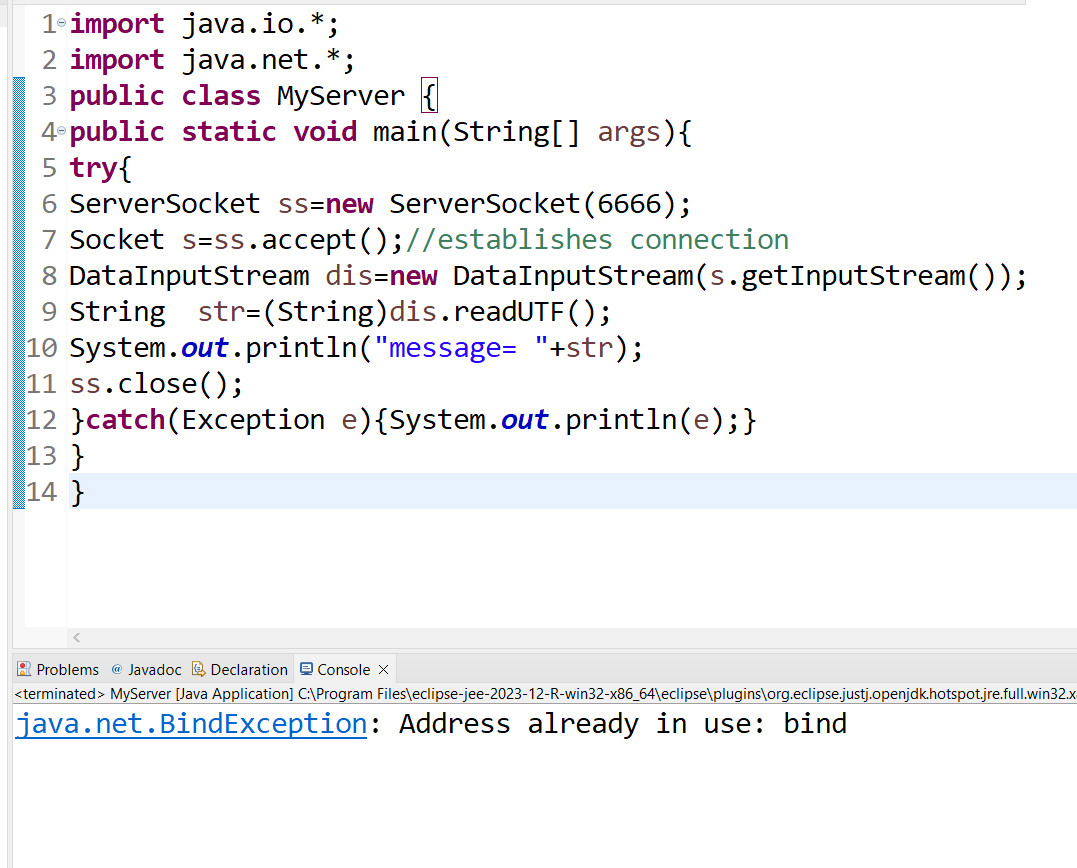 1 import java.io.*;
2 import java.net.*;
3 public class MyServer {
4 public static void main(String[] args){
5 try{
6 ServerSocket ss=new ServerSocket(6666);
7 Socket s=ss.accept();//establishes connection
8 DataInputStream dis=new DataInputStream(s.getInputStream());
9 String  str=(String)dis.readUTF();
10 System.out.println("message= "+str);
11 ss.close();
12 }catch(Exception e){System.out.println(e);}
13 }
14 }
Problems @ Javadoc Declaration Console
<terminated> MyServer [Java Application] C:\Program Files\eclipse-jee-2023-12-R-win32-x86_64\eclipse\plugins\org.eclipse.justj.openjdk.hotspot.jre.full.win32.x
java.net.BindException: Address already in use: bind